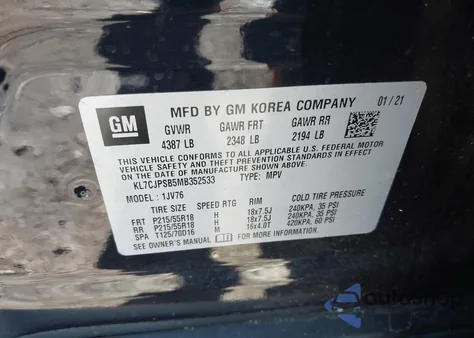 GM
MFD BY GM KOREA COMPANY 01/21
GVWR GAWR FRT GAWR RR
4387 LB 2348 LB 2194 LB
THIS VEHICLE CONFORMS TO ALL APPLICABLE U.S. FEDERAL MOTOR
VEHICLE SAFETY AND THEFT PREVENTION STANDARDS IN EFFECT
ON THE DATE OF MANUFACTURE SHOWN ABOVE.
KL7CJPSB5MB352533 TYPE: MPV
MODEL: 1JV76
TIRE SIZE SPEED RTG RIM COLD TIRE PRESSURE
FRT P215/55R18 H 18x7.5J 240KPA, 35 PSI
RR P215/55R18 H 18x7.5J 240KPA, 35 PSI
SPA T125/70D16 M 16x4.0T 420KPA, 60 PSI
SEE OWNER'S MANUAL FOR MORE INFORMATION.
autoshop